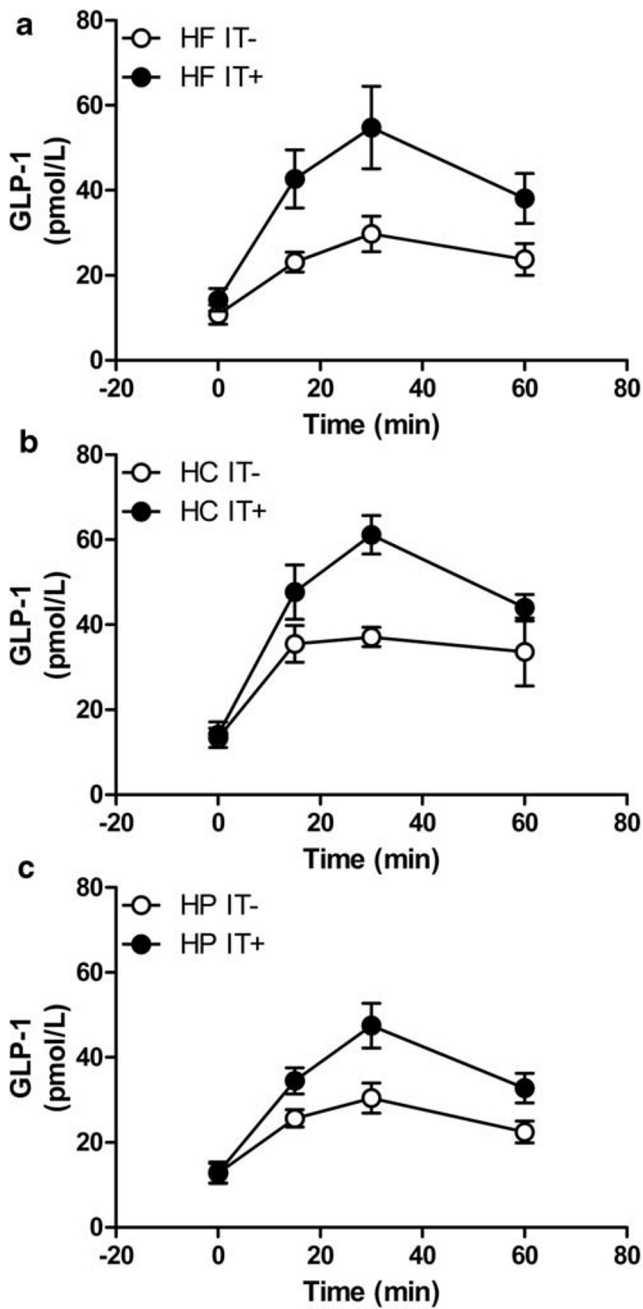 a
HF IT-
HF IT+
GLP-1
(pmol/L)
80
60
40
20
0
-20 0 20 40 60 80
Time (min)
b
HC IT-
HC IT+
GLP-1
(pmol/L)
80
60
40
20
0
-20 0 20 40 60 80
Time (min)
c
HP IT-
HP IT+
GLP-1
(pmol/L)
80
60
40
20
0
-20 0 20 40 60 80
Time (min)